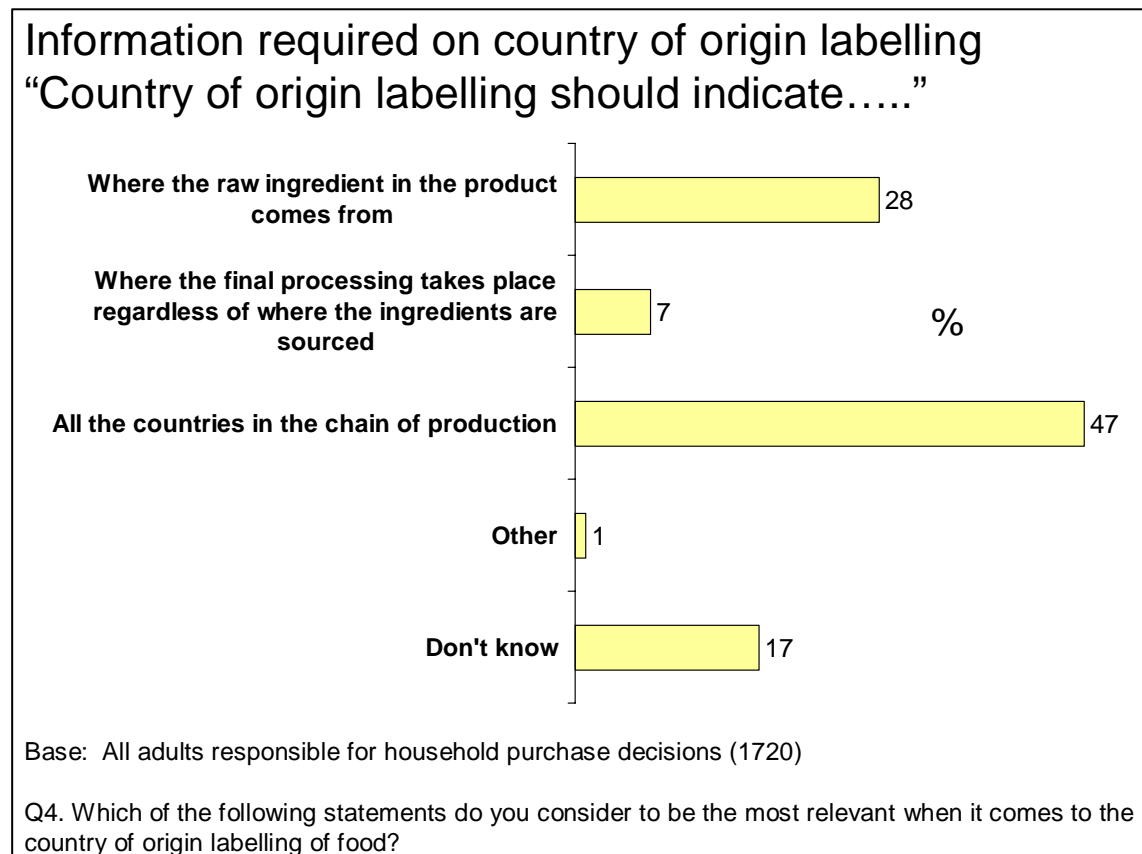 Information required on country of origin labelling
“Country of origin labelling should indicate…..”
Where the raw ingredient in the product
comes from
28
Where the final processing takes place
regardless of where the ingredients are
sourced
7
%
All the countries in the chain of production
47
Other
1
Don't know
17
Base:  All adults responsible for household purchase decisions (1720)
Q4. Which of the following statements do you consider to be the most relevant when it comes to the
country of origin labelling of food?